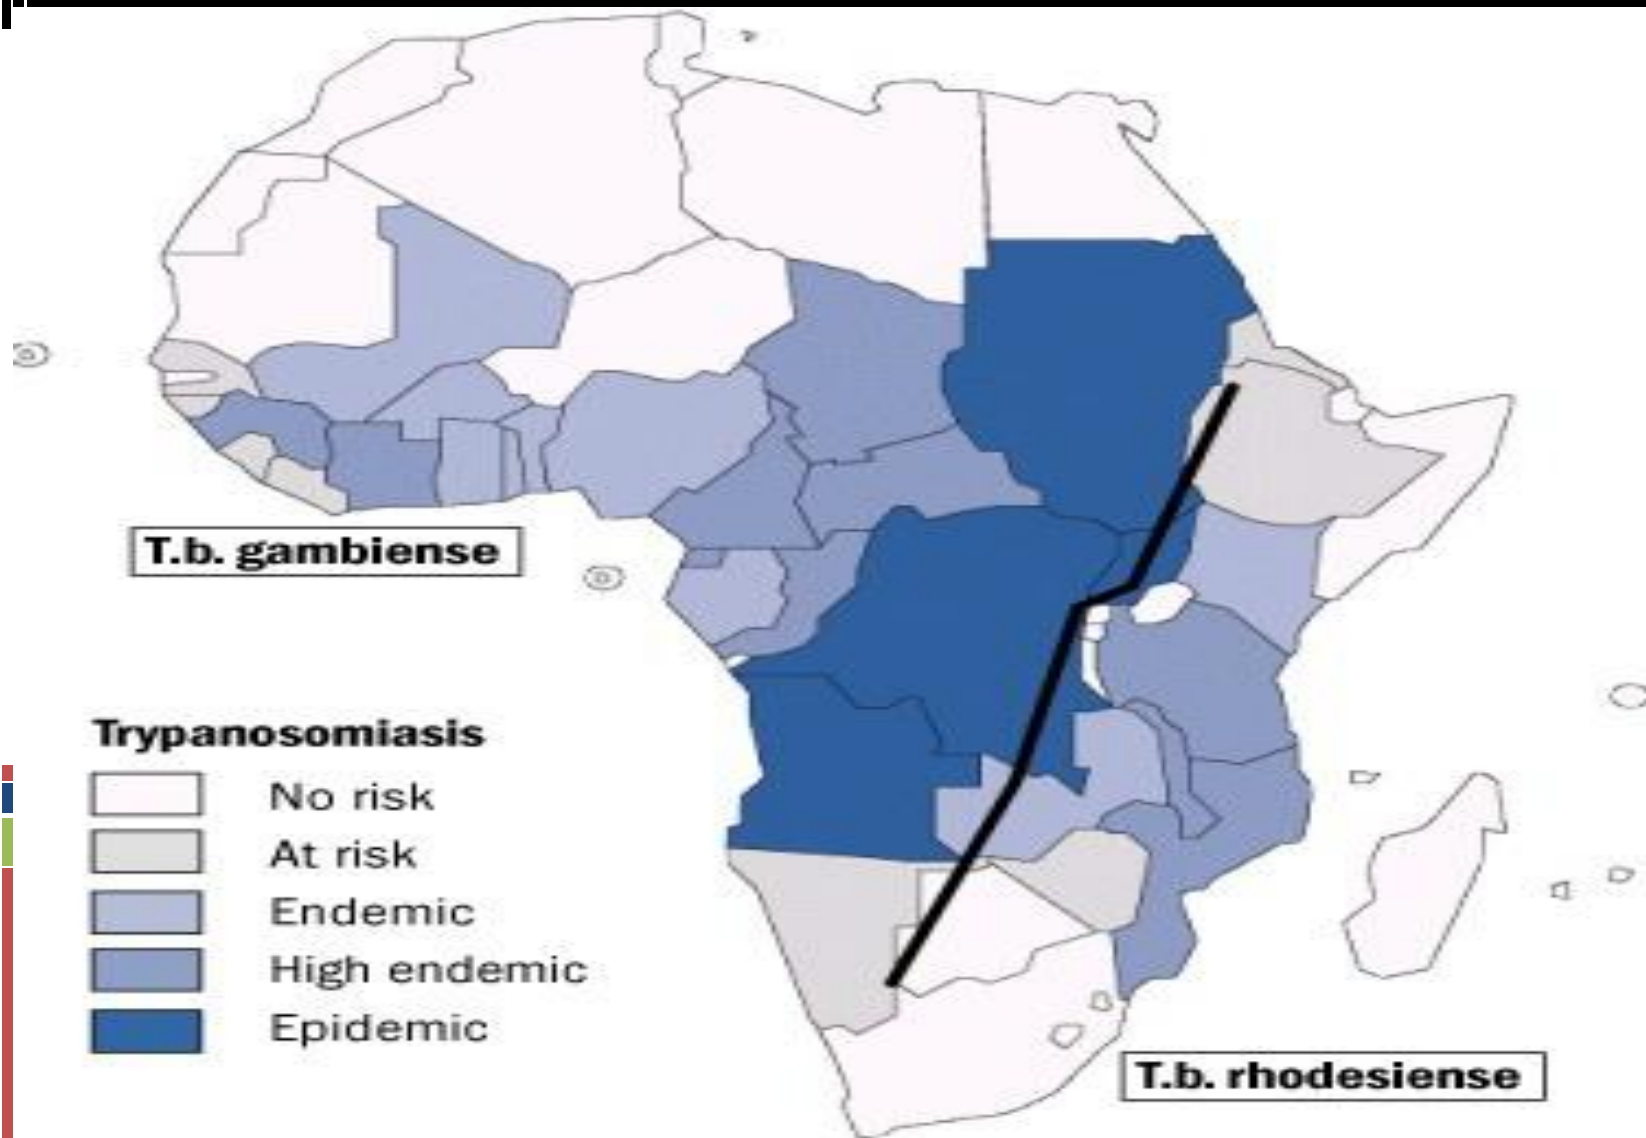 T.b. gambiense
Trypanosomiasis
No risk
At risk
Endemic
High endemic
Epidemic
T.b. rhodesiense